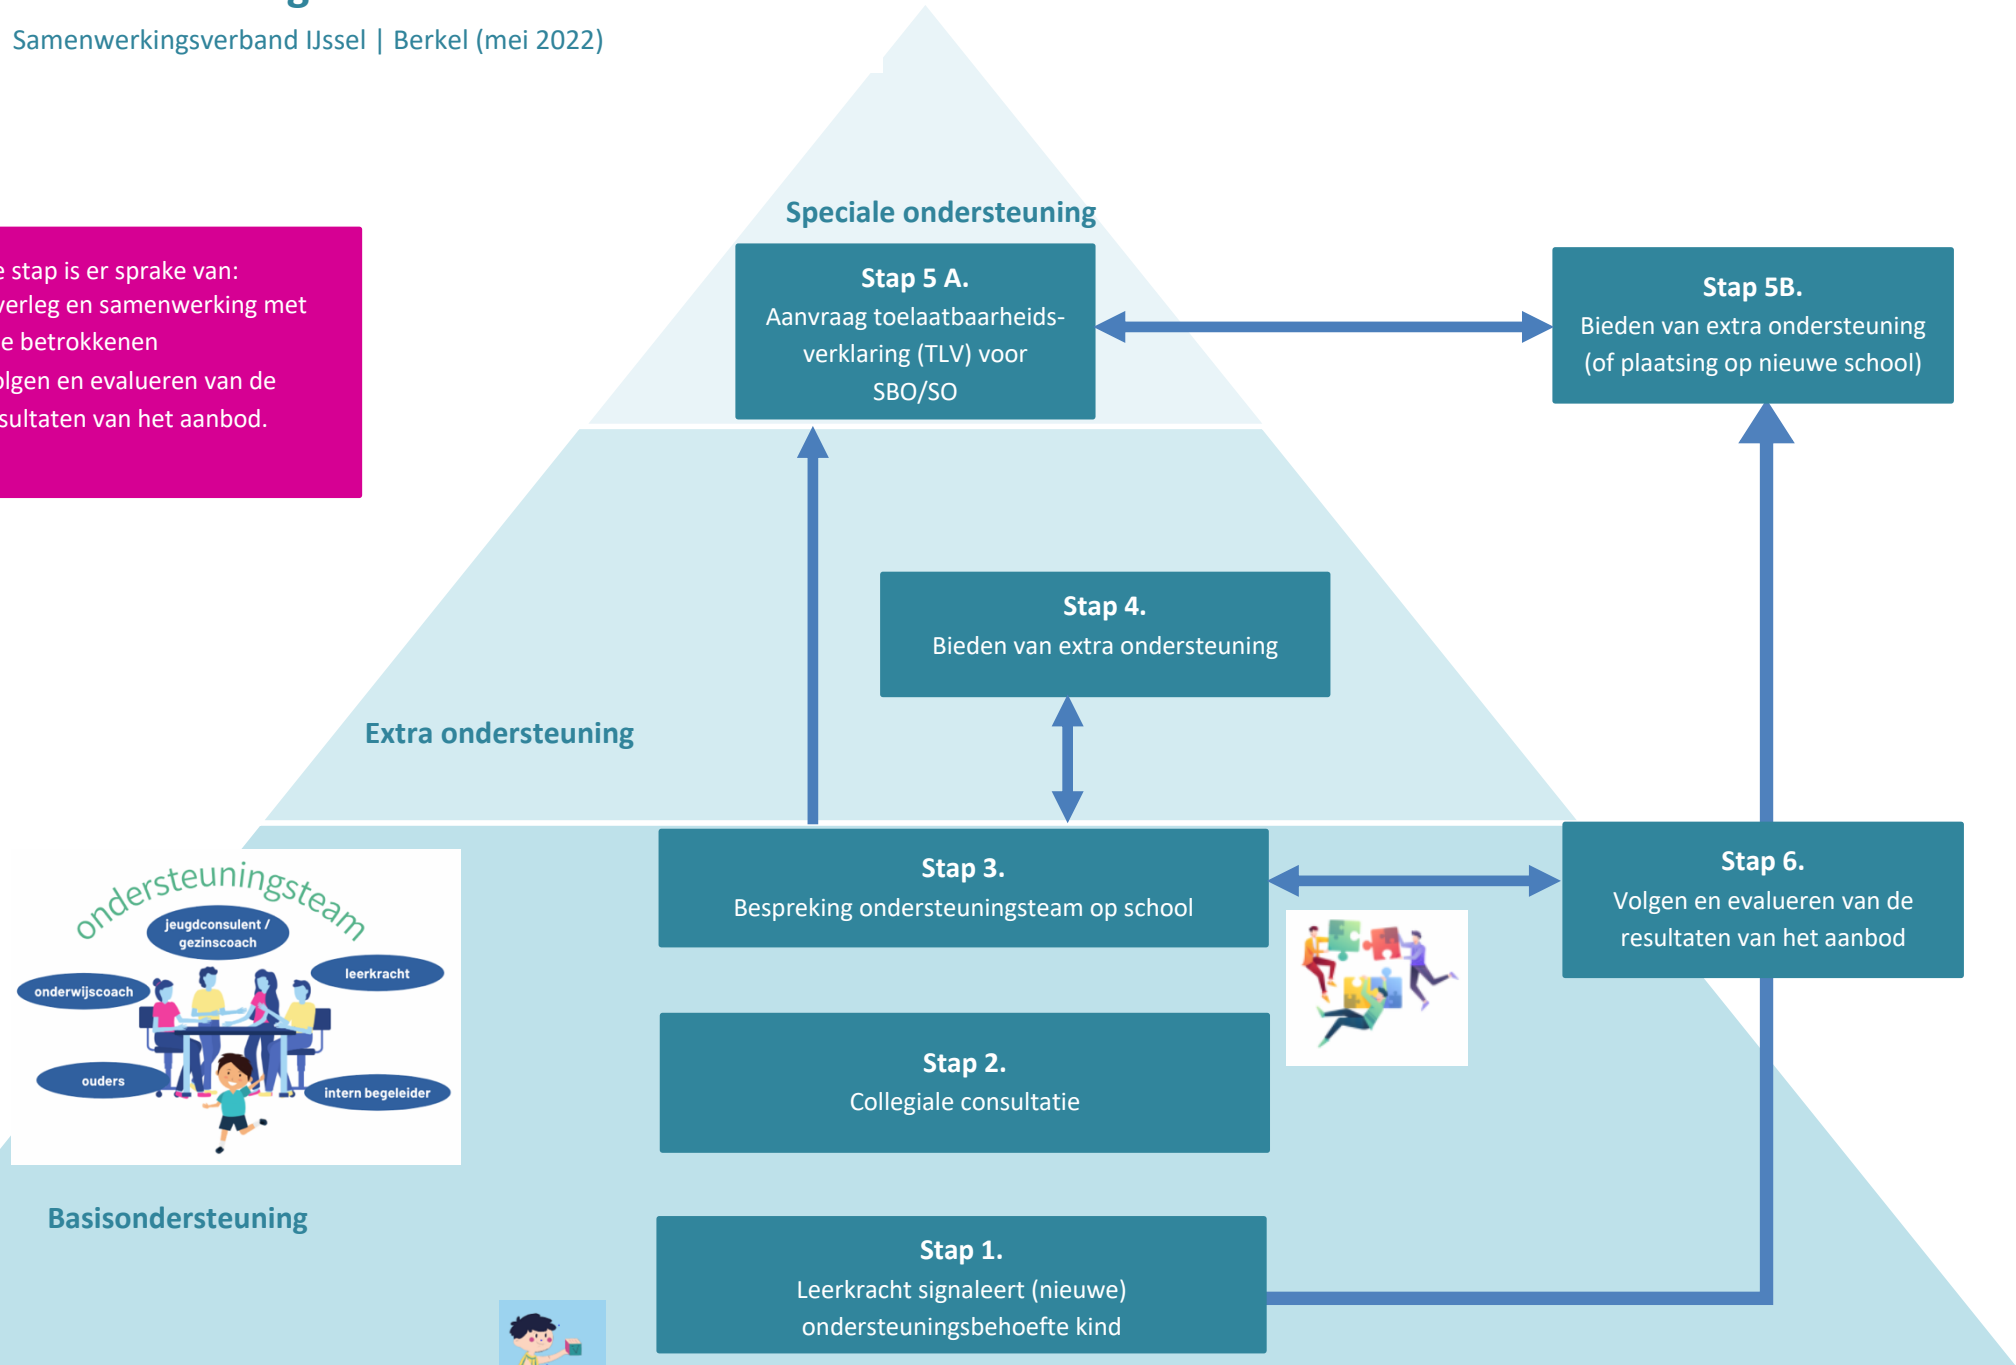 Samenwerkingsverband IJssel | Berkel (mei 2022)
stap is er sprake van:
en samenwerking met
betrokkenen
en evalueren van de
van het aanbod.
Speciale ondersteuning
Stap 5 A.
Aanvraag toelaatbaarheids-
verklaring (TLV) voor
SBO/SO
Stap 5B.
Bieden van extra ondersteuning
(of plaatsing op nieuwe school)
Stap 4.
Bieden van extra ondersteuning
Extra ondersteuning
Stap 3.
Bespreking ondersteuningsteam op school
Stap 6.
Volgen en evalueren van de
resultaten van het aanbod
ondersteuningsteam
jeugdconsulent /
gezinscoach
leerkracht
onderwijscoach
ouders
intern begeleider
Stap 2.
Collegiale consultatie
Basisondersteuning
Stap 1.
Leerkracht signaleert (nieuwe)
ondersteuningsbehoefte kind